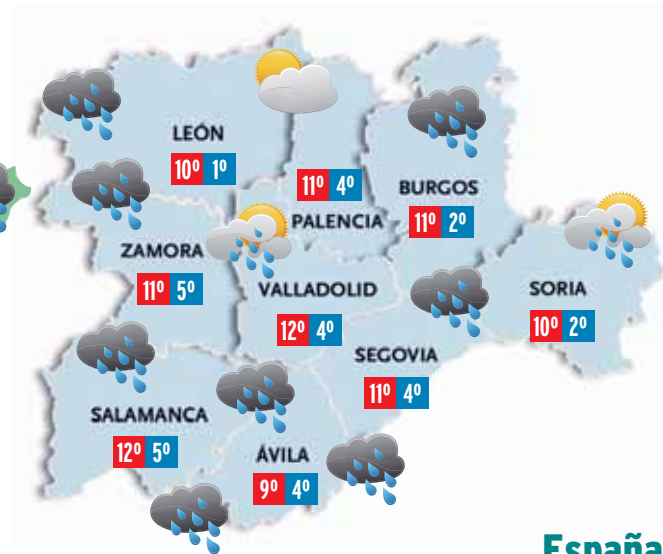 LEÓN
10º 1º
11º 4º
PALENCIA
BURGOS
11º 2º
ZAMORA
11º 5º
VALLADOLID
12º 4º
SORIA
10º 2º
SEGOVIA
11º 4º
SALAMANCA
12º 5º
ÁVILA
9º 4º
España